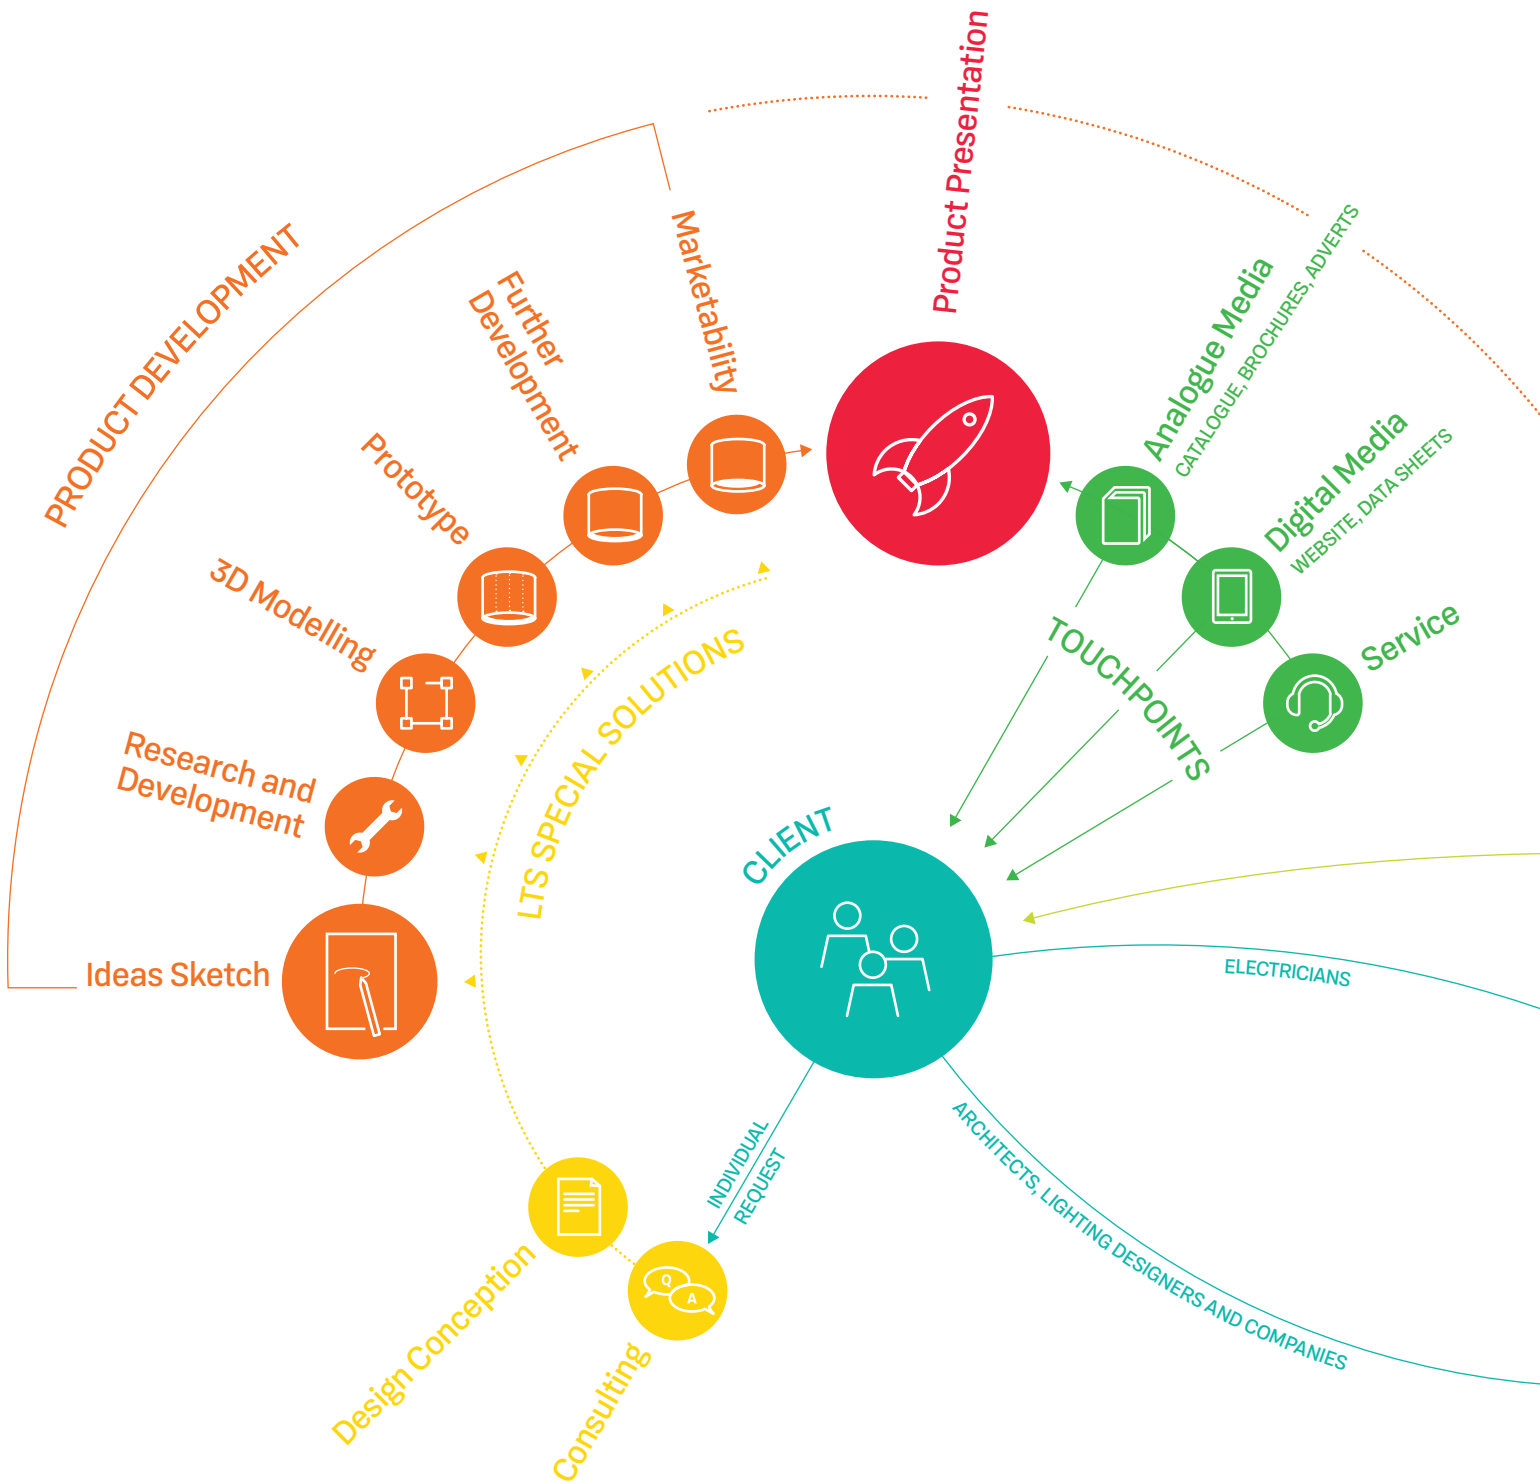 Product Presentation
PRODUCT DEVELOPMENT
Marketability
Further
Development
Prototype
3D Modelling
Research and
Development
Ideas Sketch
Analogue Media
CATALOGUE, BROCHURES, ADVERTS
Digital Media
WEBSITE, DATA SHEETS
Service
TOUCHPOINTS
LTS SPECIAL SOLUTIONS
CLIENT
ELECTRICIANS
ARCHITECTS, LIGHTING DESIGNERS AND COMPANIES
INDIVIDUAL
REQUEST
Design Conception
Q
A
Consulting